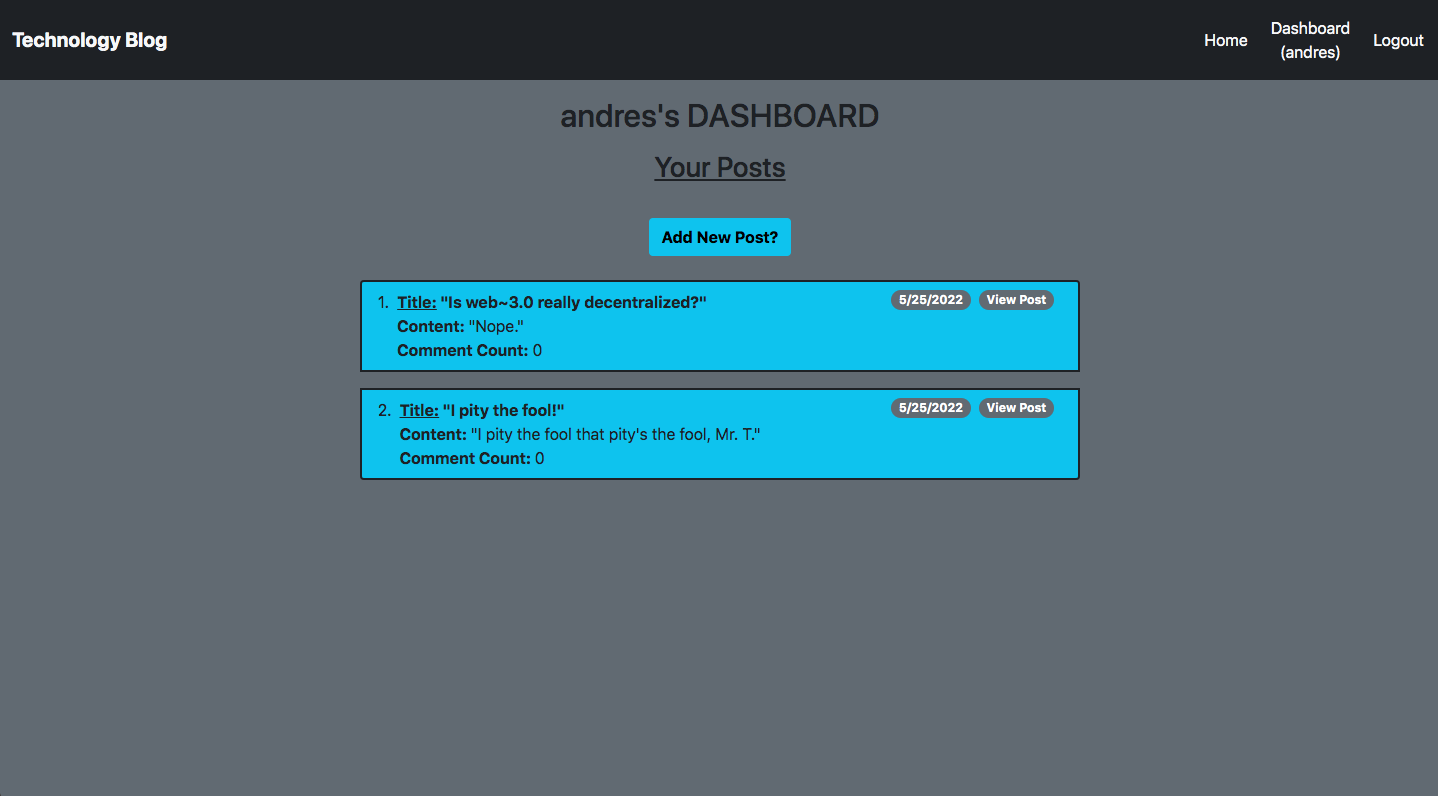 Technology Blog
Home
Dashboard
(andres)
Logout
andres's DASHBOARD
Your Posts
Add New Post?
1. Title: "Is web~3.0 really decentralized?" 5/25/2022 View Post
Content: "Nope."
Comment Count: 0
2. Title: "I pity the fool!" 5/25/2022 View Post
Content: "I pity the fool that pity's the fool, Mr. T."
Comment Count: 0